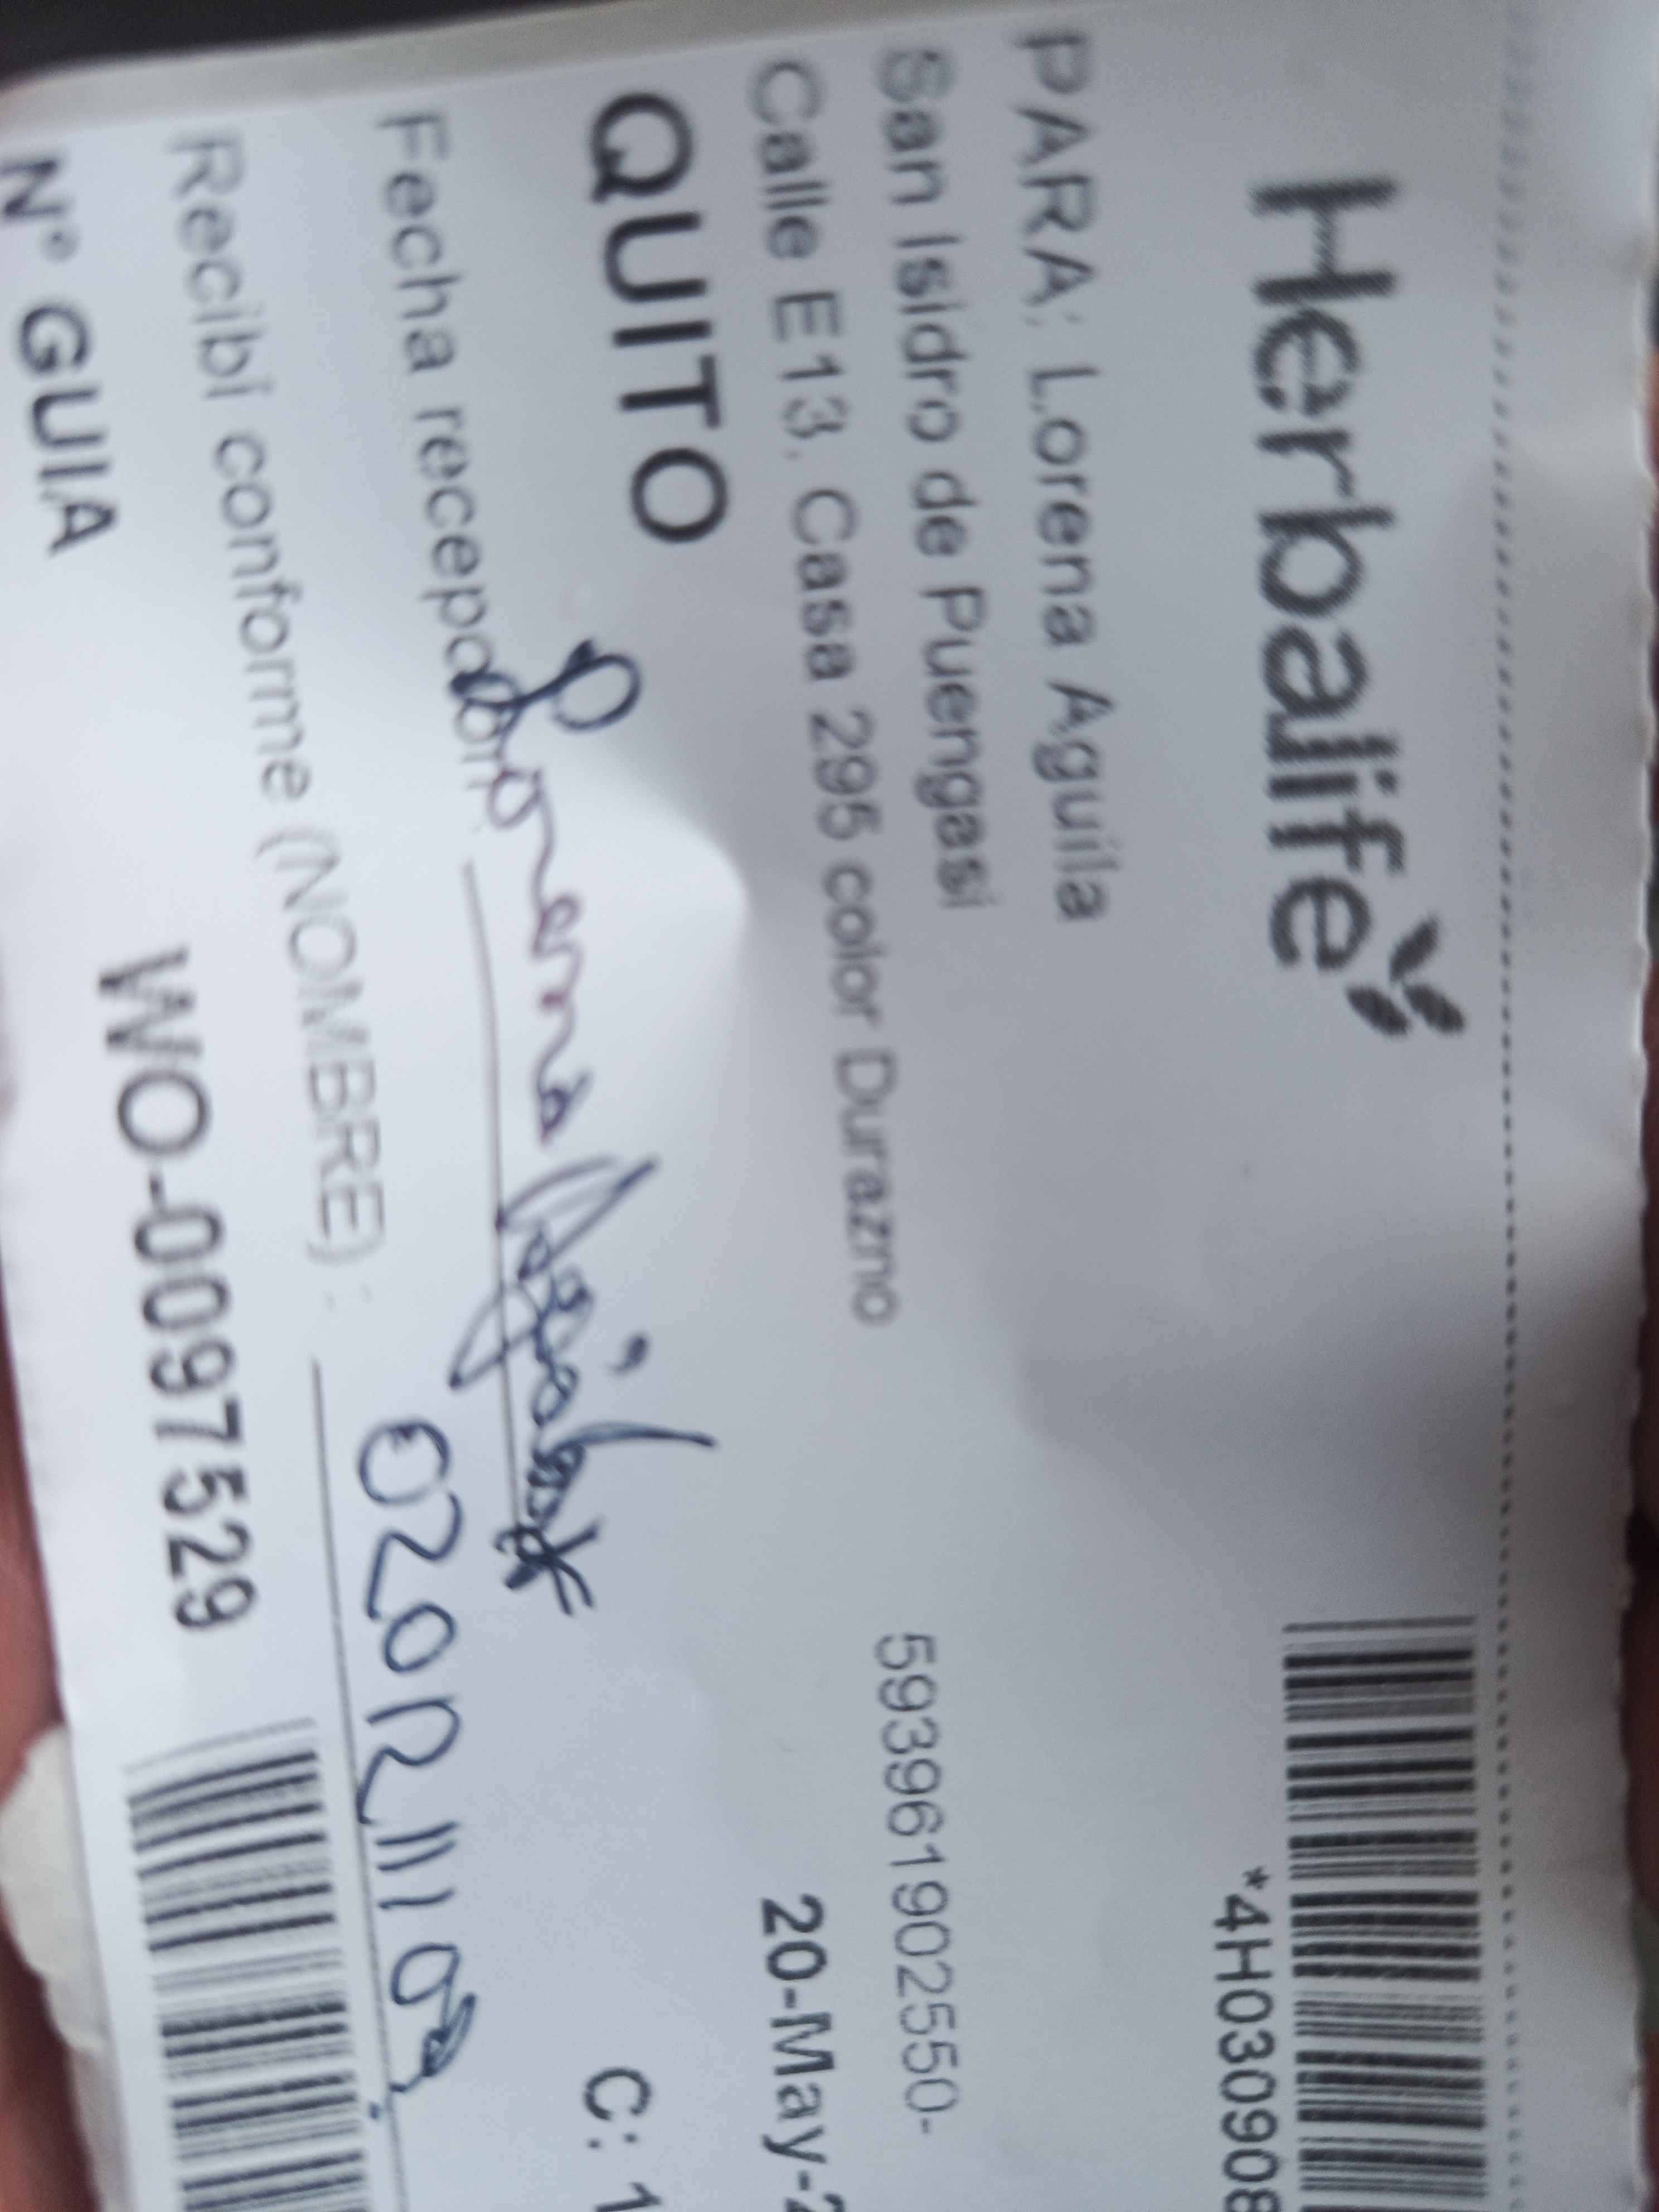 Herbalife
*4H030908
PARA: Lorena Aguila
San Isidro de Puengasi
593961902550-
Calle E13, Casa 295 color Durazno
20-May-2
QUITO
C: 1
Lorena
Fecha recepción:
Recibí conforme (NOMBRE):
N° GUIA WO-00975529